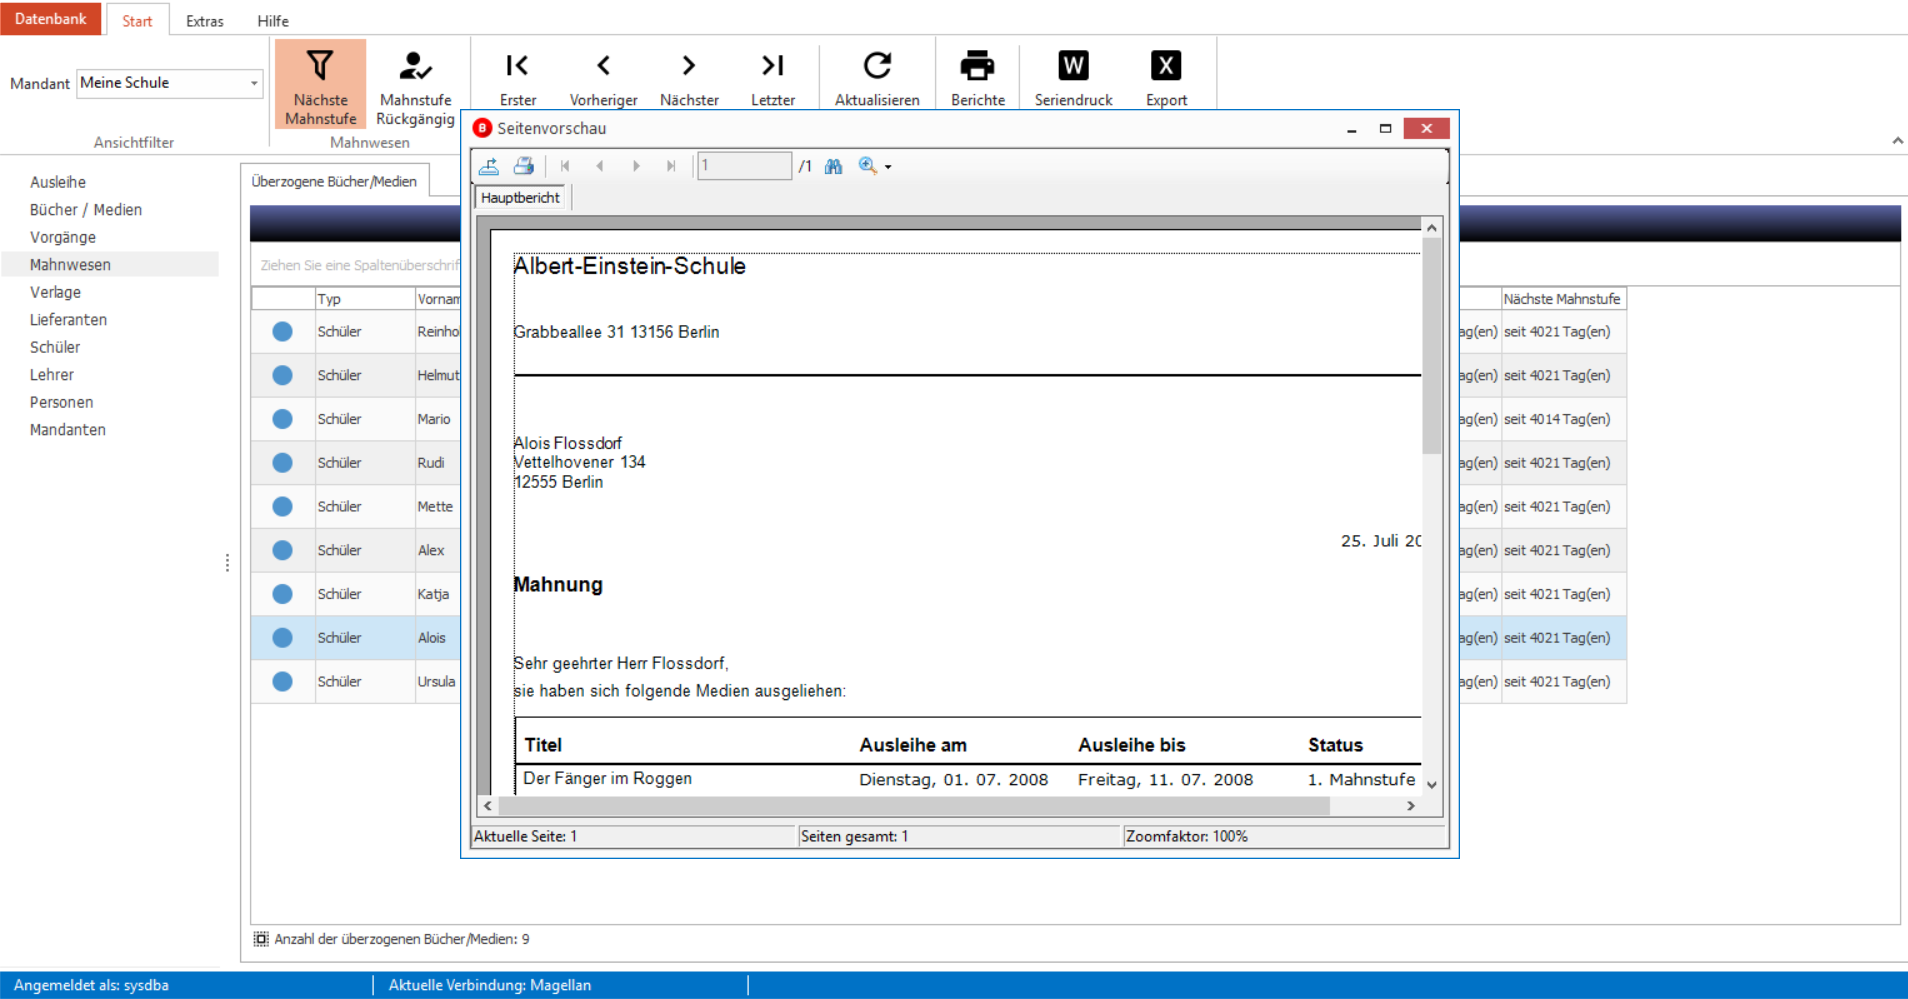 Datenbank Start Extras Hilfe
Mandant Meine Schule
Nächste Mahnstufe
Mahnstufe Rückgängig
Erster Vorheriger Nächster Letzter Aktualisieren Berichte Seriendruck Export
Ansichtfilter Mahnwesen
Ausleihe
Bücher / Medien
Vorgänge
Mahnwesen
Verlage
Lieferanten
Schüler
Lehrer
Personen
Mandanten
Überzogene Bücher/Medien
Ziehen Sie eine Spaltenüberschrif
Typ Vornam Nächste Mahnstufe
Schüler Reinho ag(en) seit 4021 Tag(en)
Schüler Helmut ag(en) seit 4021 Tag(en)
Schüler Mario ag(en) seit 4014 Tag(en)
Schüler Rudi ag(en) seit 4021 Tag(en)
Schüler Mette ag(en) seit 4021 Tag(en)
Schüler Alex ag(en) seit 4021 Tag(en)
Schüler Katja ag(en) seit 4021 Tag(en)
Schüler Alois ag(en) seit 4021 Tag(en)
Schüler Ursula ag(en) seit 4021 Tag(en)
Seitenvorschau
1 /1
Hauptbericht
Albert-Einstein-Schule
Grabbeallee 31 13156 Berlin
Alois Flossdorf
Vettelhovener 134
12555 Berlin
25. Juli 20
Mahnung
Sehr geehrter Herr Flossdorf,
sie haben sich folgende Medien ausgeliehen:
Titel Ausleihe am Ausleihe bis Status
Der Fänger im Roggen Dienstag, 01. 07. 2008 Freitag, 11. 07. 2008 1. Mahnstufe
Aktuelle Seite: 1 Seiten gesamt: 1 Zoomfaktor: 100%
Anzahl der überzogenen Bücher/Medien: 9
Angemeldet als: sysdba Aktuelle Verbindung: Magellan